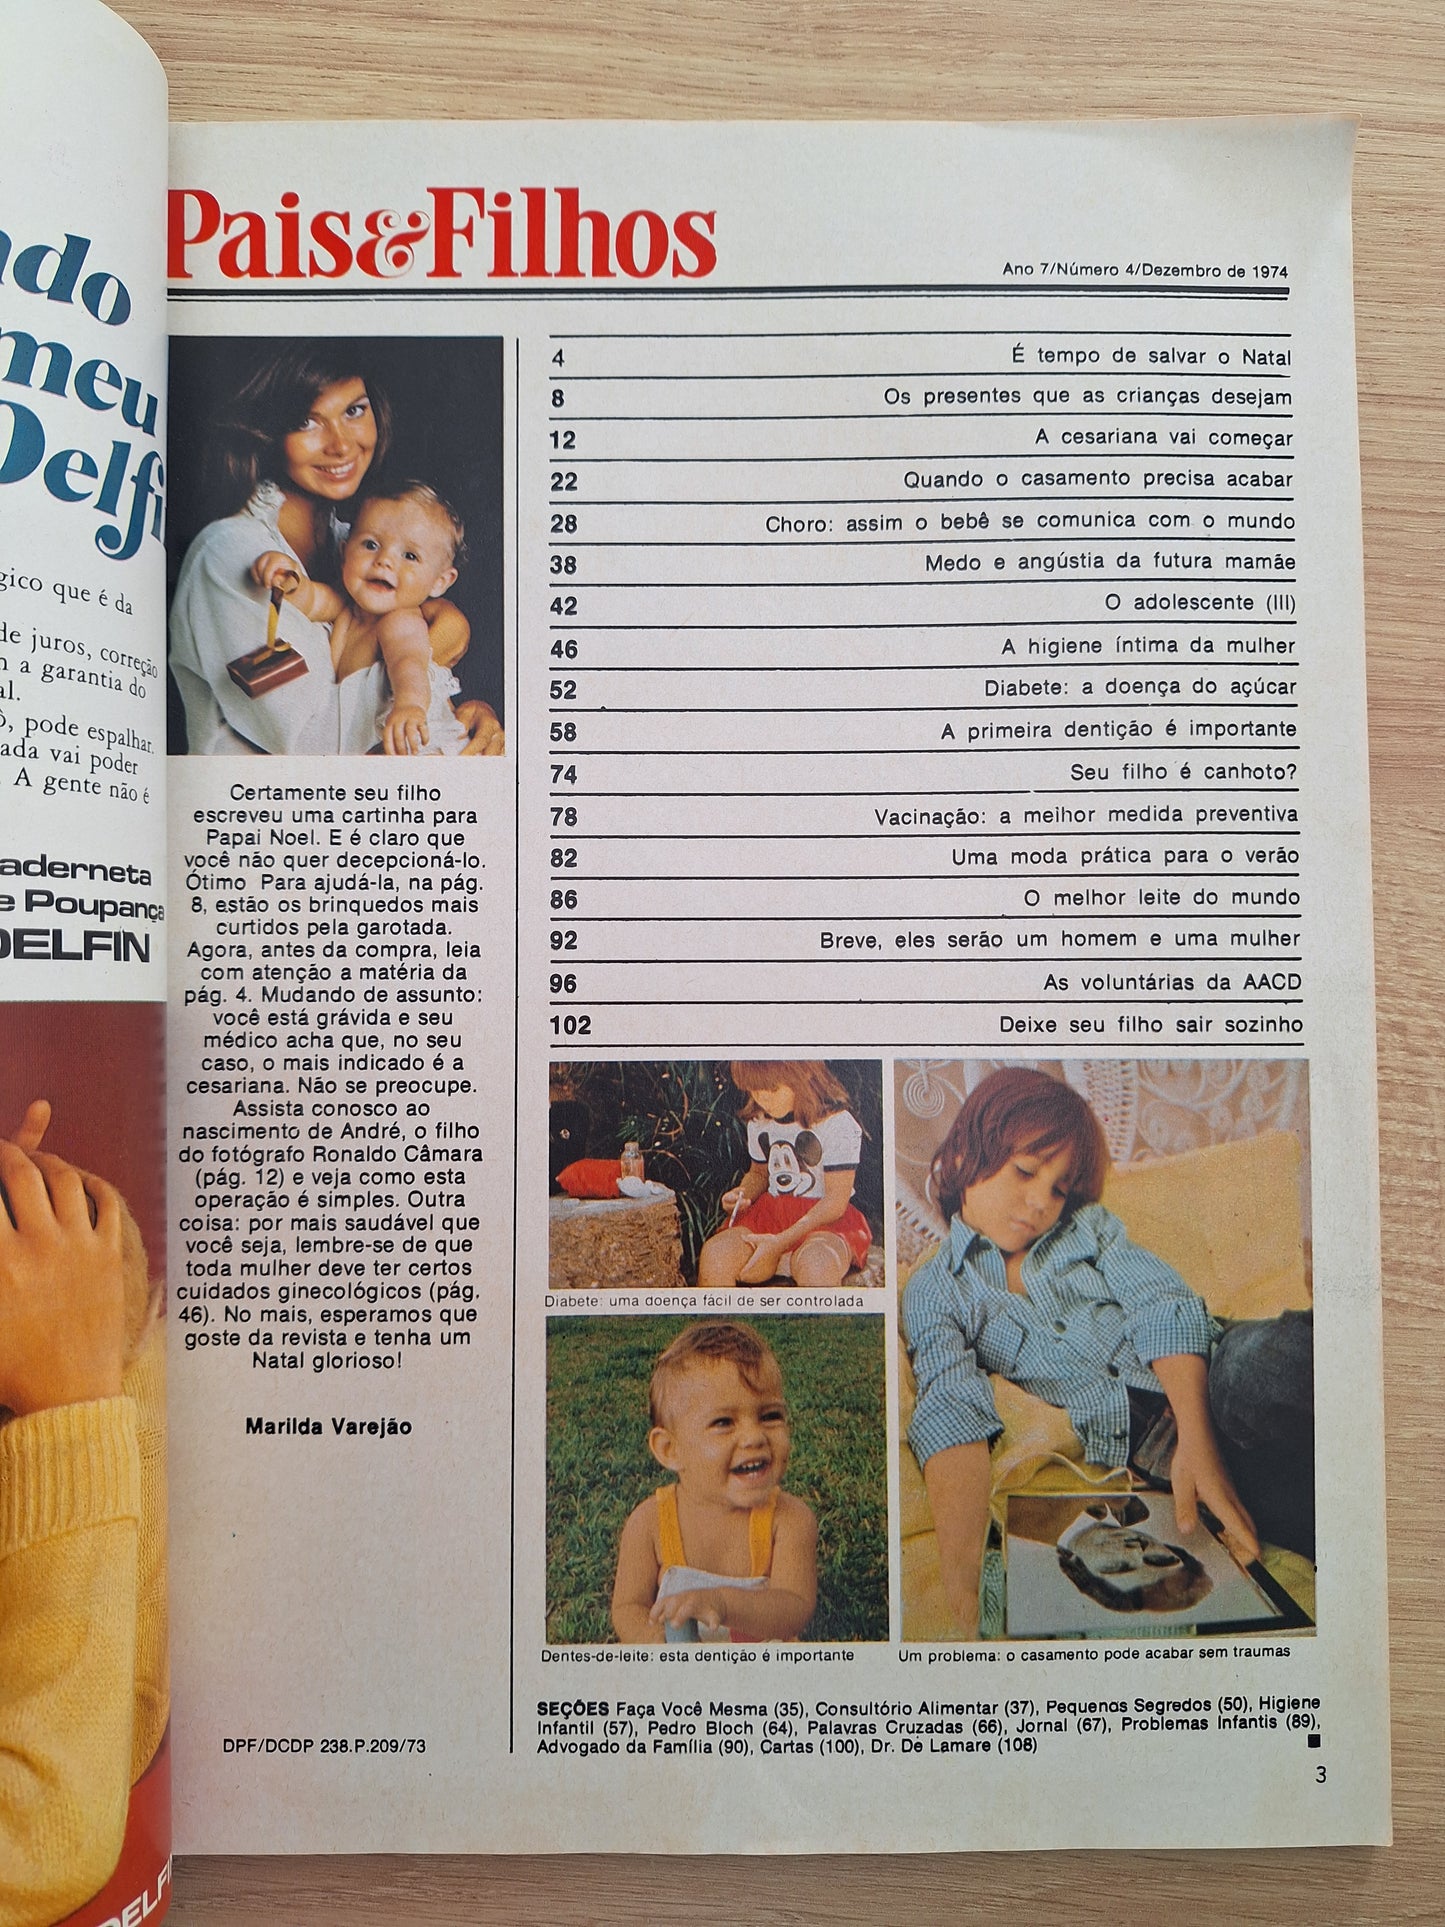 ndo
meu
Delfi
gico que é da
de juros, correção
a garantia do
al.
pode espalhar.
ada vai poder
A gente não é
aderneta
e Poupança
DELFIN
Pais&Filhos
Ano 7/Número 4/Dezembro de 1974
4 É tempo de salvar o Natal
8 Os presentes que as crianças desejam
12 A cesariana vai começar
22 Quando o casamento precisa acabar
28 Choro: assim o bebê se comunica com o mundo
38 Medo e angústia da futura mamãe
42 O adolescente (III)
46 A higiene íntima da mulher
52 Diabete: a doença do açúcar
58 A primeira dentição é importante
74 Seu filho é canhoto?
78 Vacinação: a melhor medida preventiva
82 Uma moda prática para o verão
86 O melhor leite do mundo
92 Breve, eles serão um homem e uma mulher
96 As voluntárias da AACD
102 Deixe seu filho sair sozinho
Certamente seu filho
escreveu uma cartinha para
Papai Noel. E é claro que
você não quer decepcioná-lo.
Ótimo Para ajudá-la, na pág.
8, estão os brinquedos mais
curtidos pela garotada.
Agora, antes da compra, leia
com atenção a matéria da
pág. 4. Mudando de assunto:
você está grávida e seu
médico acha que, no seu
caso, o mais indicado é a
cesariana. Não se preocupe.
Assista conosco ao
nascimento de André, o filho
do fotógrafo Ronaldo Câmara
(pág. 12) e veja como esta
operação é simples. Outra
coisa: por mais saudável que
você seja, lembre-se de que
toda mulher deve ter certos
cuidados ginecológicos (pág.
46). No mais, esperamos que
goste da revista e tenha um
Natal glorioso!
Marilda Varejão
DPF/DCDP 238.P.209/73
Diabete: uma doença fácil de ser controlada
Dentes-de-leite: esta dentição é importante
Um problema: o casamento pode acabar sem traumas
SEÇÕES Faça Você Mesma (35), Consultório Alimentar (37), Pequenos Segredos (50), Higiene
Infantil (57), Pedro Bloch (64), Palavras Cruzadas (66), Jornal (67), Problemas Infantis (89),
Advogado da Família (90), Cartas (100), Dr. De Lamare (108)
3
DELFI